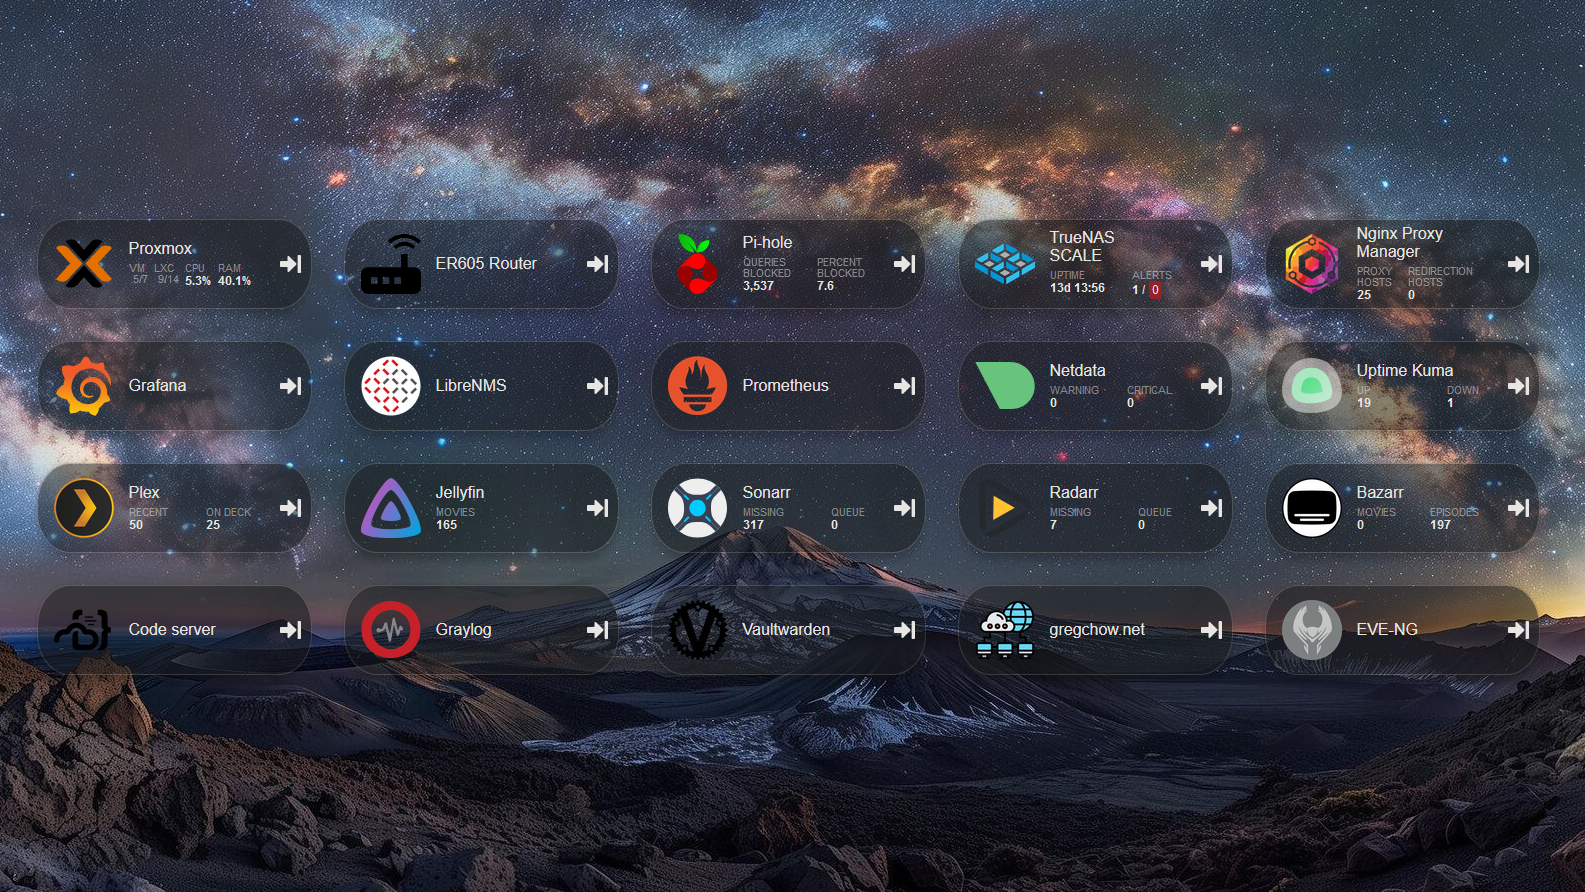 Proxmox
VM LXC CPU RAM
5/7 9/14 5.3% 40.1%
ER605 Router
Pi-hole
QUERIES BLOCKED
3,537
PERCENT BLOCKED
7.6
TrueNAS
SCALE
UPTIME ALERTS
13d 13:56 1 / 0
Nginx Proxy
Manager
PROXY HOSTS
25
REDIRECTION HOSTS
0
Grafana
LibreNMS
Prometheus
Netdata
WARNING CRITICAL
0 0
Uptime Kuma
UP DOWN
19 1
Plex
RECENT ON DECK
50 25
Jellyfin
MOVIES
165
Sonarr
MISSING QUEUE
317 0
Radarr
MISSING QUEUE
7 0
Bazarr
MOVIES EPISODES
0 197
Code server
Graylog
Vaultwarden
gregchow.net
EVE-NG